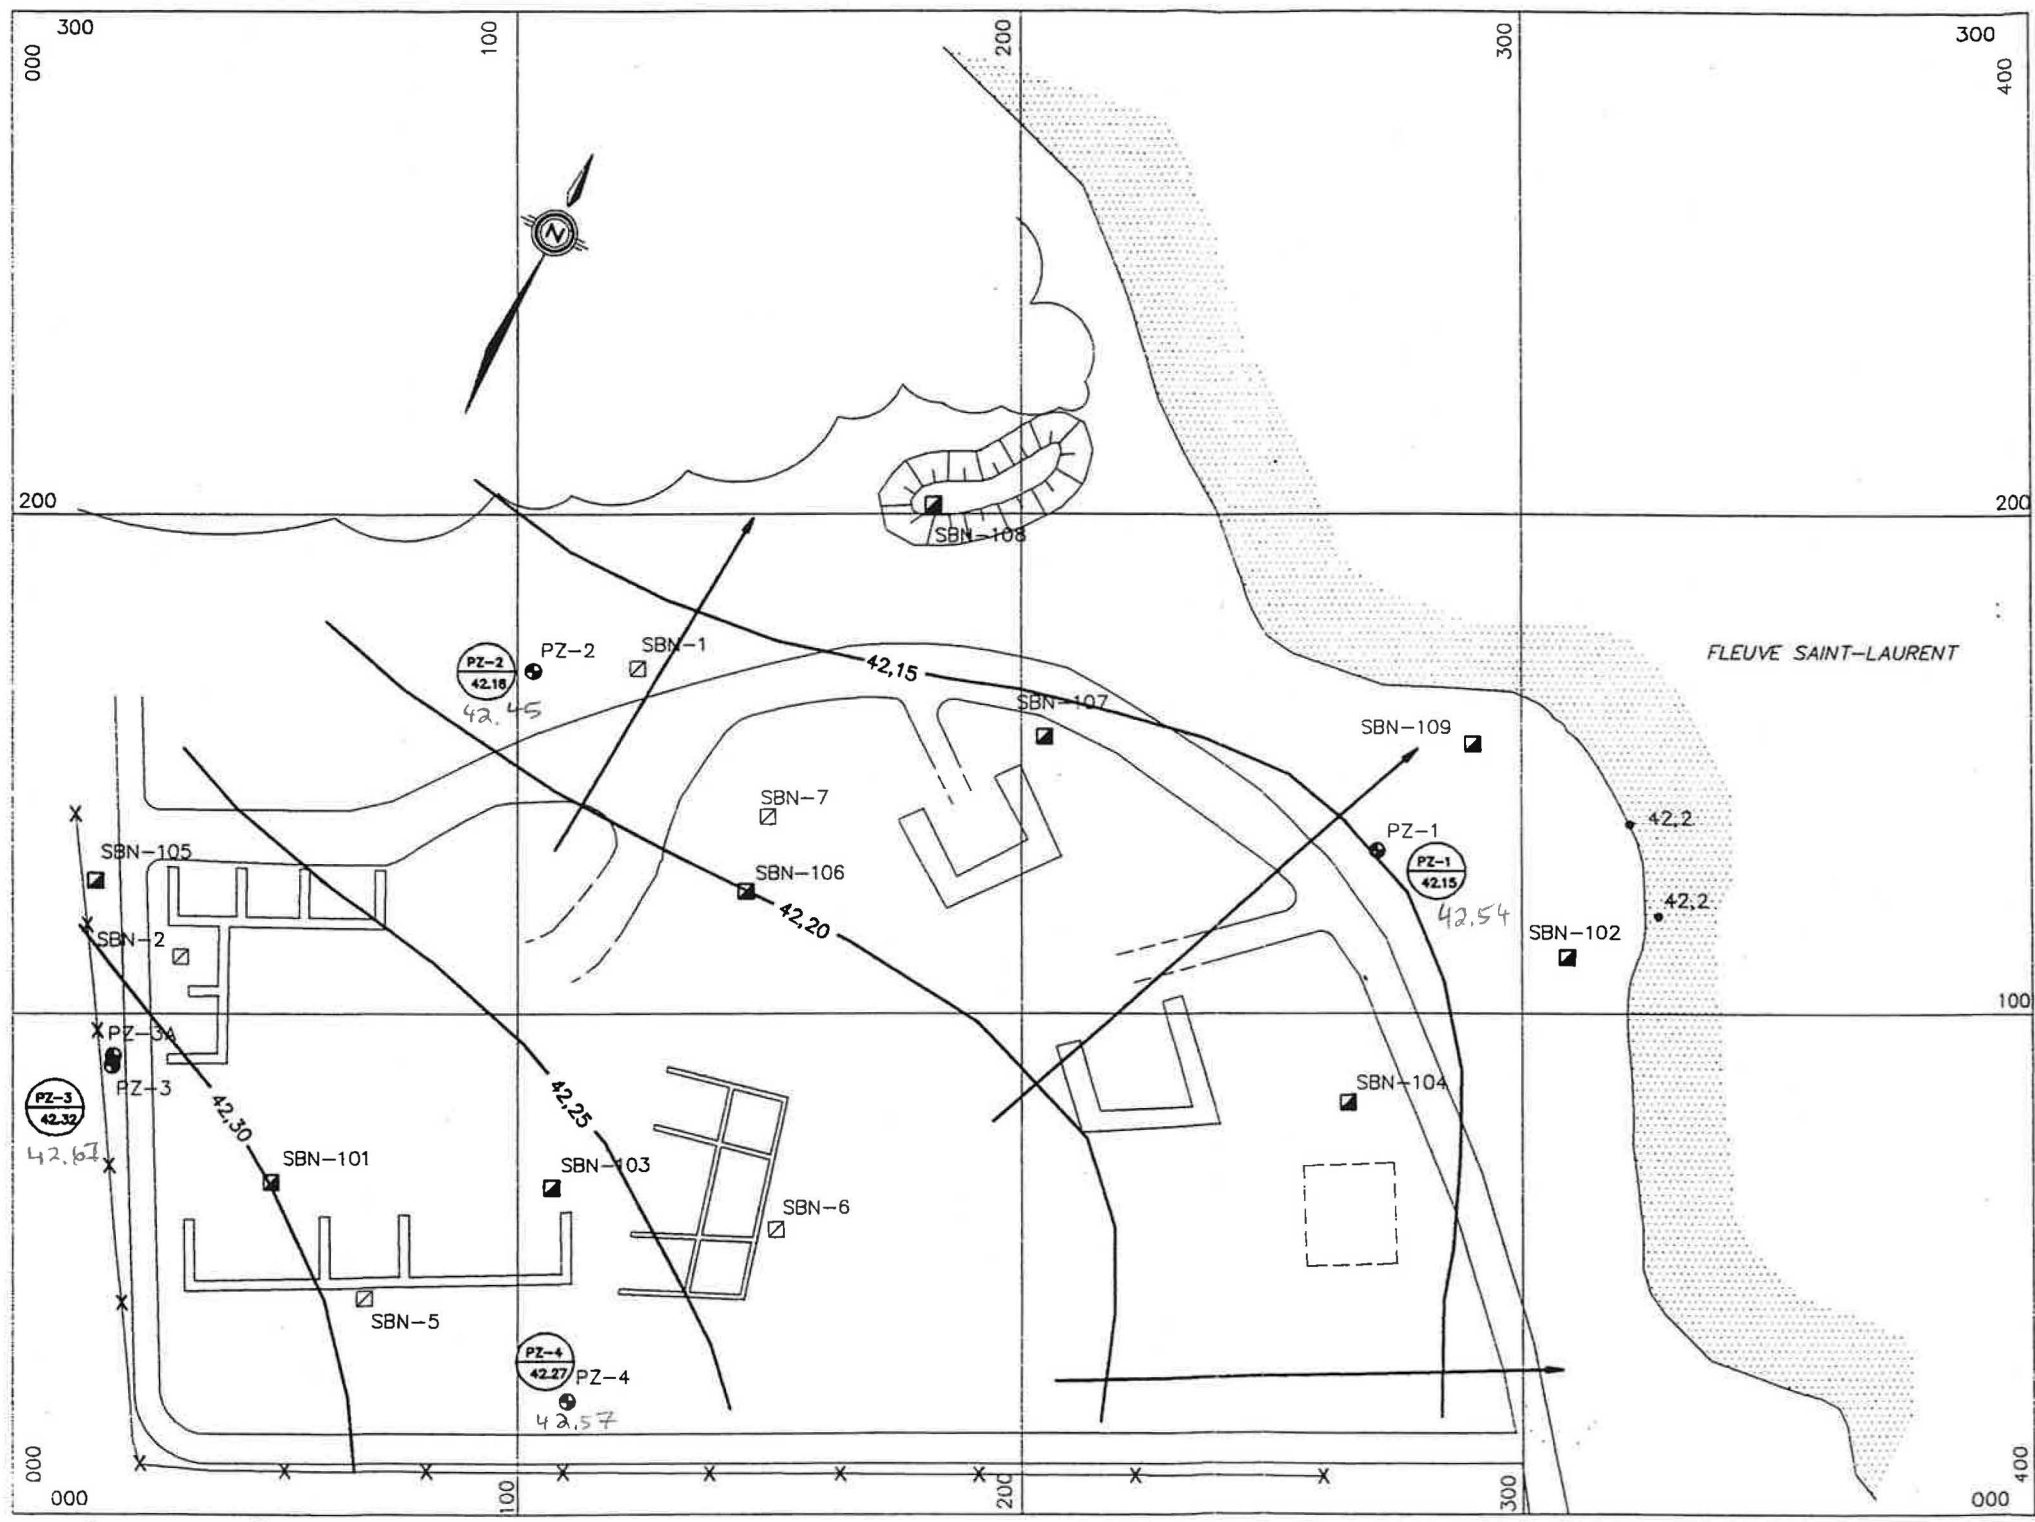 300
000
100
200
300
300
400
N
200
200
FLEUVE SAINT-LAURENT
SBN-108
SBN-1
PZ-2
PZ-2
42.18
42.45
42,15
SBN-107
SBN-109
SBN-7
PZ-1
PZ-1
42.15
42.54
42,2
SBN-105
SBN-106
42,20
42,2
SBN-2
SBN-102
100
PZ-3A
PZ-3
PZ-3
42.32
42.67
42,30
42,25
SBN-104
SBN-101
SBN-103
SBN-6
SBN-5
PZ-4
42.27
PZ-4
42.57
000
000
100
200
300
400
000